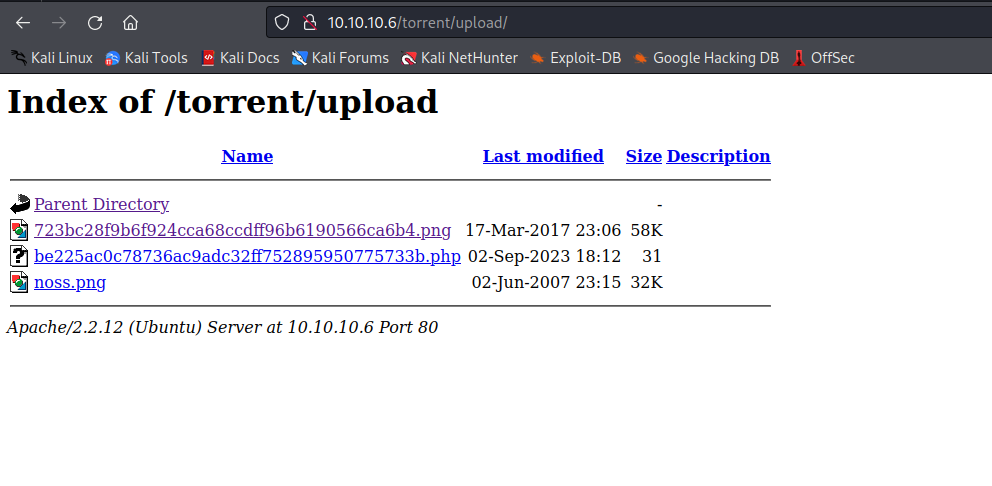 10.10.10.6/torrent/upload/
Kali Linux Kali Tools Kali Docs Kali Forums Kali NetHunter Exploit-DB Google Hacking DB OffSec
Index of /torrent/upload
Name Last modified Size Description
Parent Directory -
723bc28f9b6f924cca68ccdff96b6190566ca6b4.png 17-Mar-2017 23:06 58K
be225ac0c78736ac9adc32ff752895950775733b.php 02-Sep-2023 18:12 31
noss.png 02-Jun-2007 23:15 32K
Apache/2.2.12 (Ubuntu) Server at 10.10.10.6 Port 80